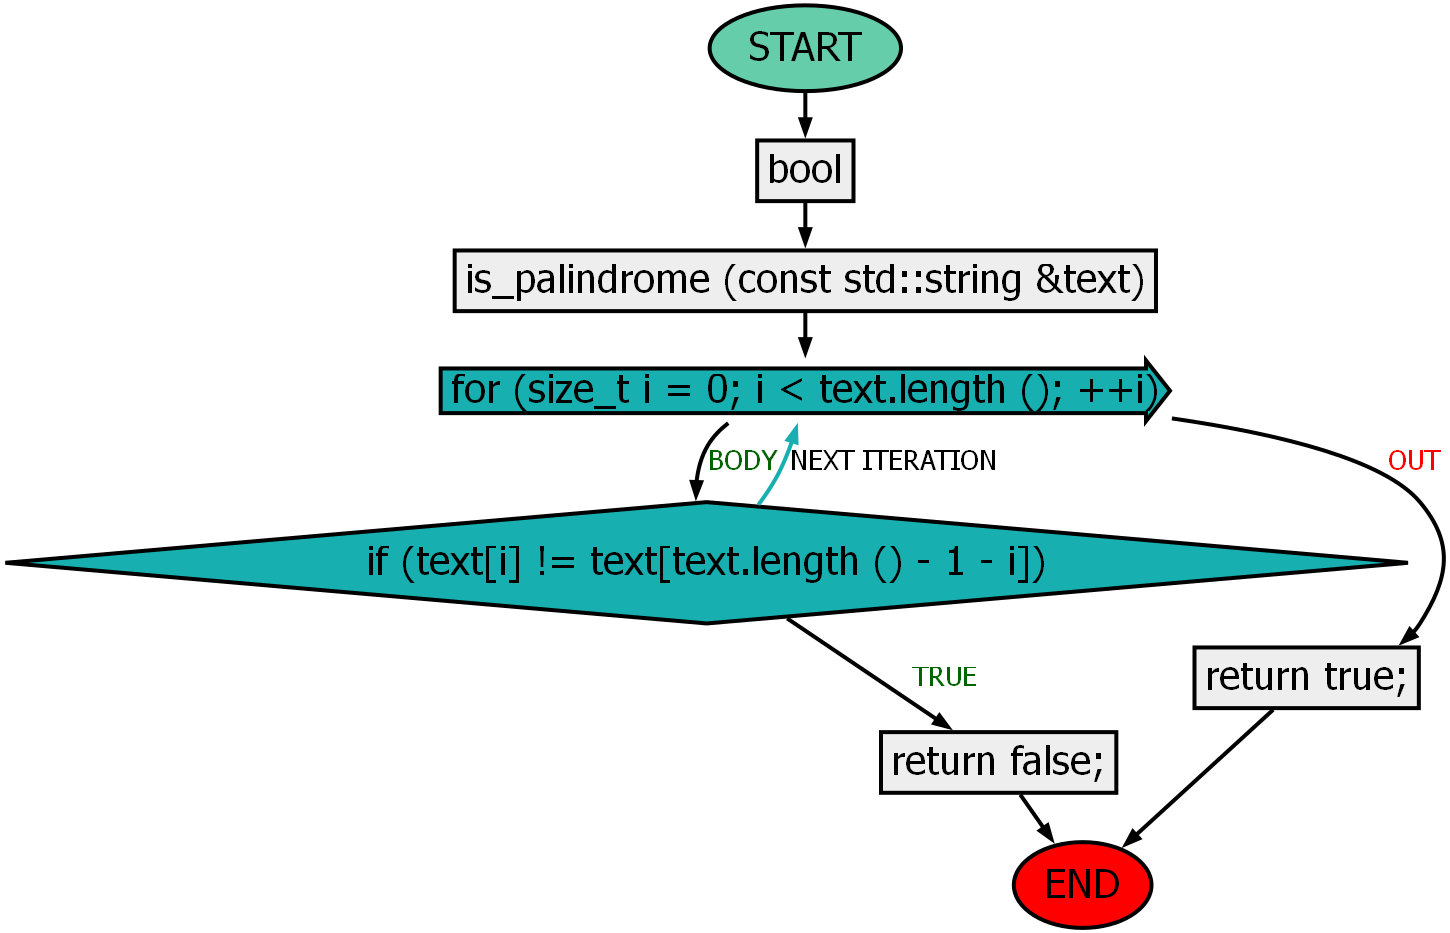 START
bool
is_palindrome (const std::string &text)
for (size_t i = 0; i < text.length (); ++i)
BODY
NEXT ITERATION
OUT
if (text[i] != text[text.length () - 1 - i])
TRUE
return true;
return false;
END